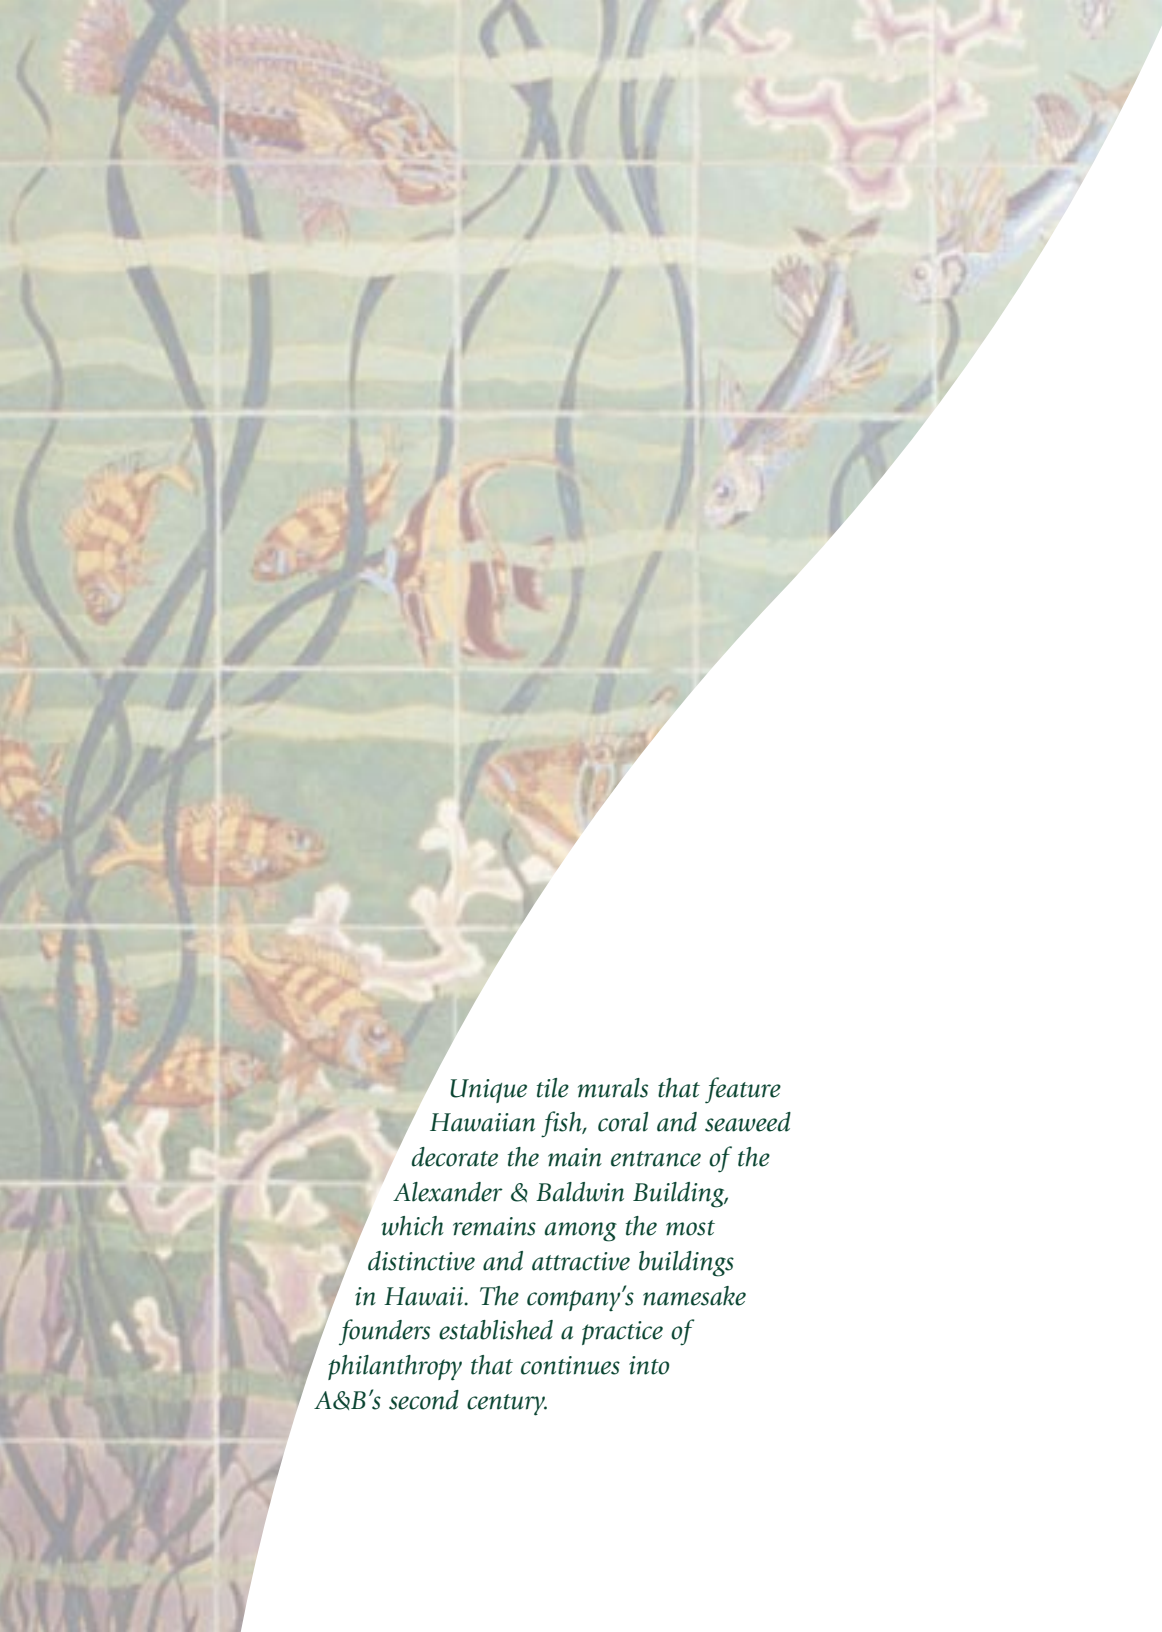 Unique tile murals that feature
Hawaiian fish, coral and seaweed
decorate the main entrance of the
Alexander & Baldwin Building,
which remains among the most
distinctive and attractive buildings
in Hawaii. The company’s namesake
founders established a practice of
philanthropy that continues into
A&B’s second century.